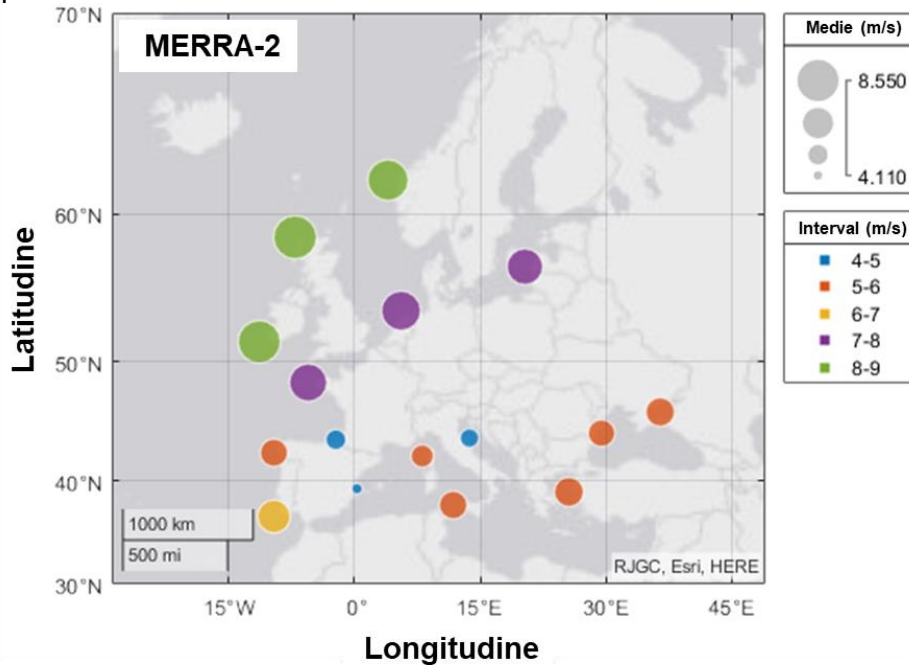 MERRA-2
70°N
60°N
50°N
40°N
30°N
Latitudine
15°W
0°
15°E
30°E
45°E
Longitudine
1000 km
500 mi
RJGC, Esri, HERE
Medie (m/s)
8.550
4.110
Interval (m/s)
4-5
5-6
6-7
7-8
8-9